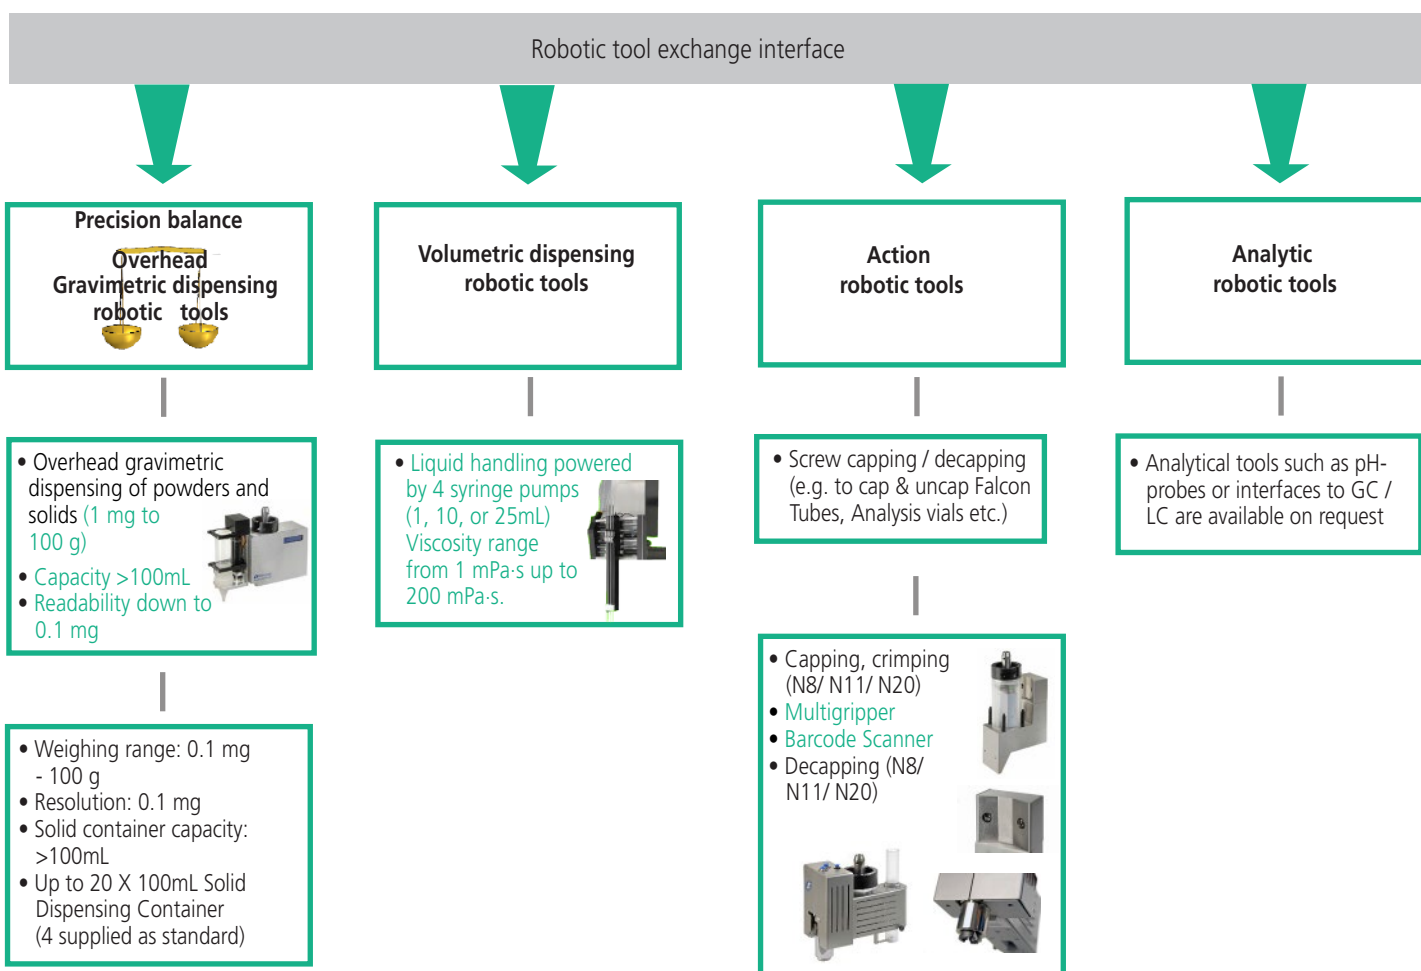 Robotic tool exchange interface
Precision balance
Overhead
Gravimetric dispensing
robotic tools
• Overhead gravimetric
dispensing of powders and
solids (1 mg to
100 g)
• Capacity >100mL
• Readability down to
0.1 mg
• Weighing range: 0.1 mg
- 100 g
• Resolution: 0.1 mg
• Solid container capacity:
>100mL
• Up to 20 X 100mL Solid
Dispensing Container
(4 supplied as standard)
Volumetric dispensing
robotic tools
• Liquid handling powered
by 4 syringe pumps
(1, 10, or 25mL)
Viscosity range
from 1 mPa·s up to
200 mPa·s.
Action
robotic tools
• Screw capping / decapping
(e.g. to cap & uncap Falcon
Tubes, Analysis vials etc.)
• Capping, crimping
(N8/ N11/ N20)
• Multigripper
• Barcode Scanner
• Decapping (N8/
N11/ N20)
Analytic
robotic tools
• Analytical tools such as pH-
probes or interfaces to GC /
LC are available on request